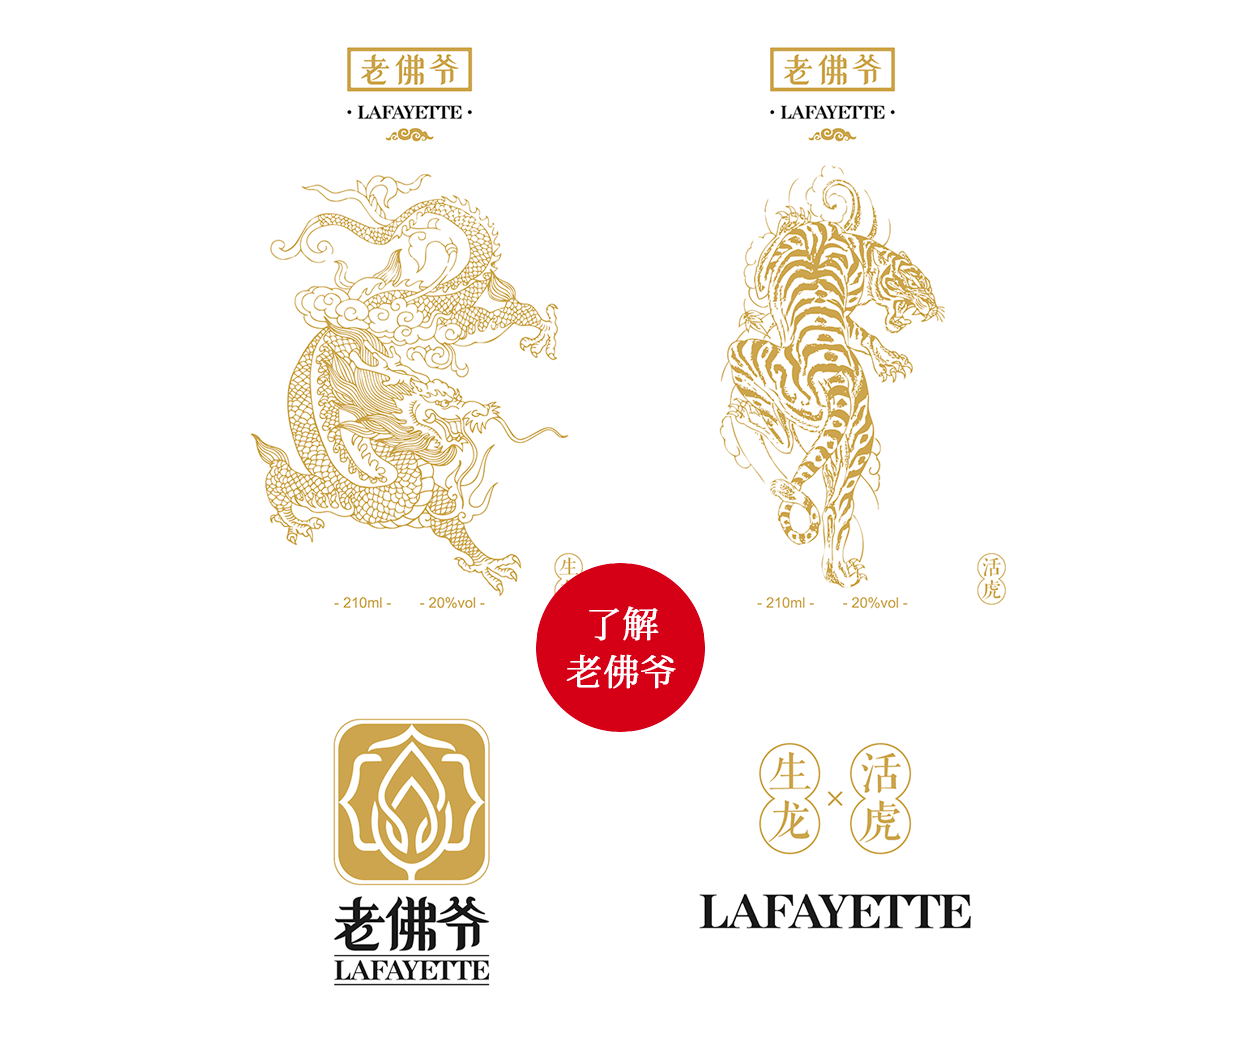 老佛爷
· LAFAYETTE ·
老佛爷
· LAFAYETTE ·
生
活
虎
- 210ml -
- 20%vol -
- 210ml -
- 20%vol -
了解
老佛爷
生
龙
×
活
虎
老佛爷
LAFAYETTE
LAFAYETTE